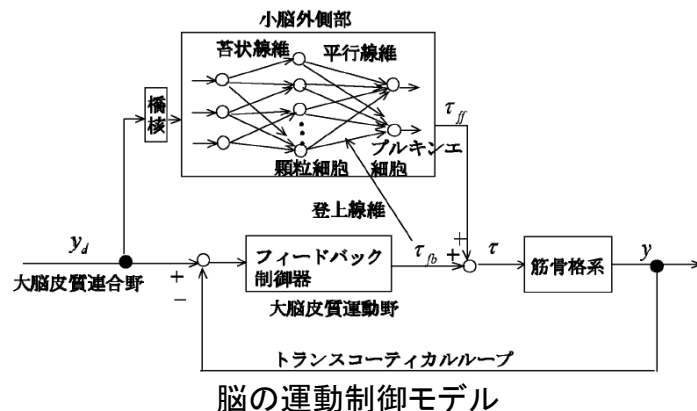 小脳外側部
苔状線維
平行線維
橋核
τff
プルキンエ
細胞
顆粒細胞
登上線維
yd
+
−
大脳皮質連合野
フィードバック
制御器
大脳皮質運動野
τfb
+
+
τ
筋骨格系
y
トランスコーティカルループ
脳の運動制御モデル